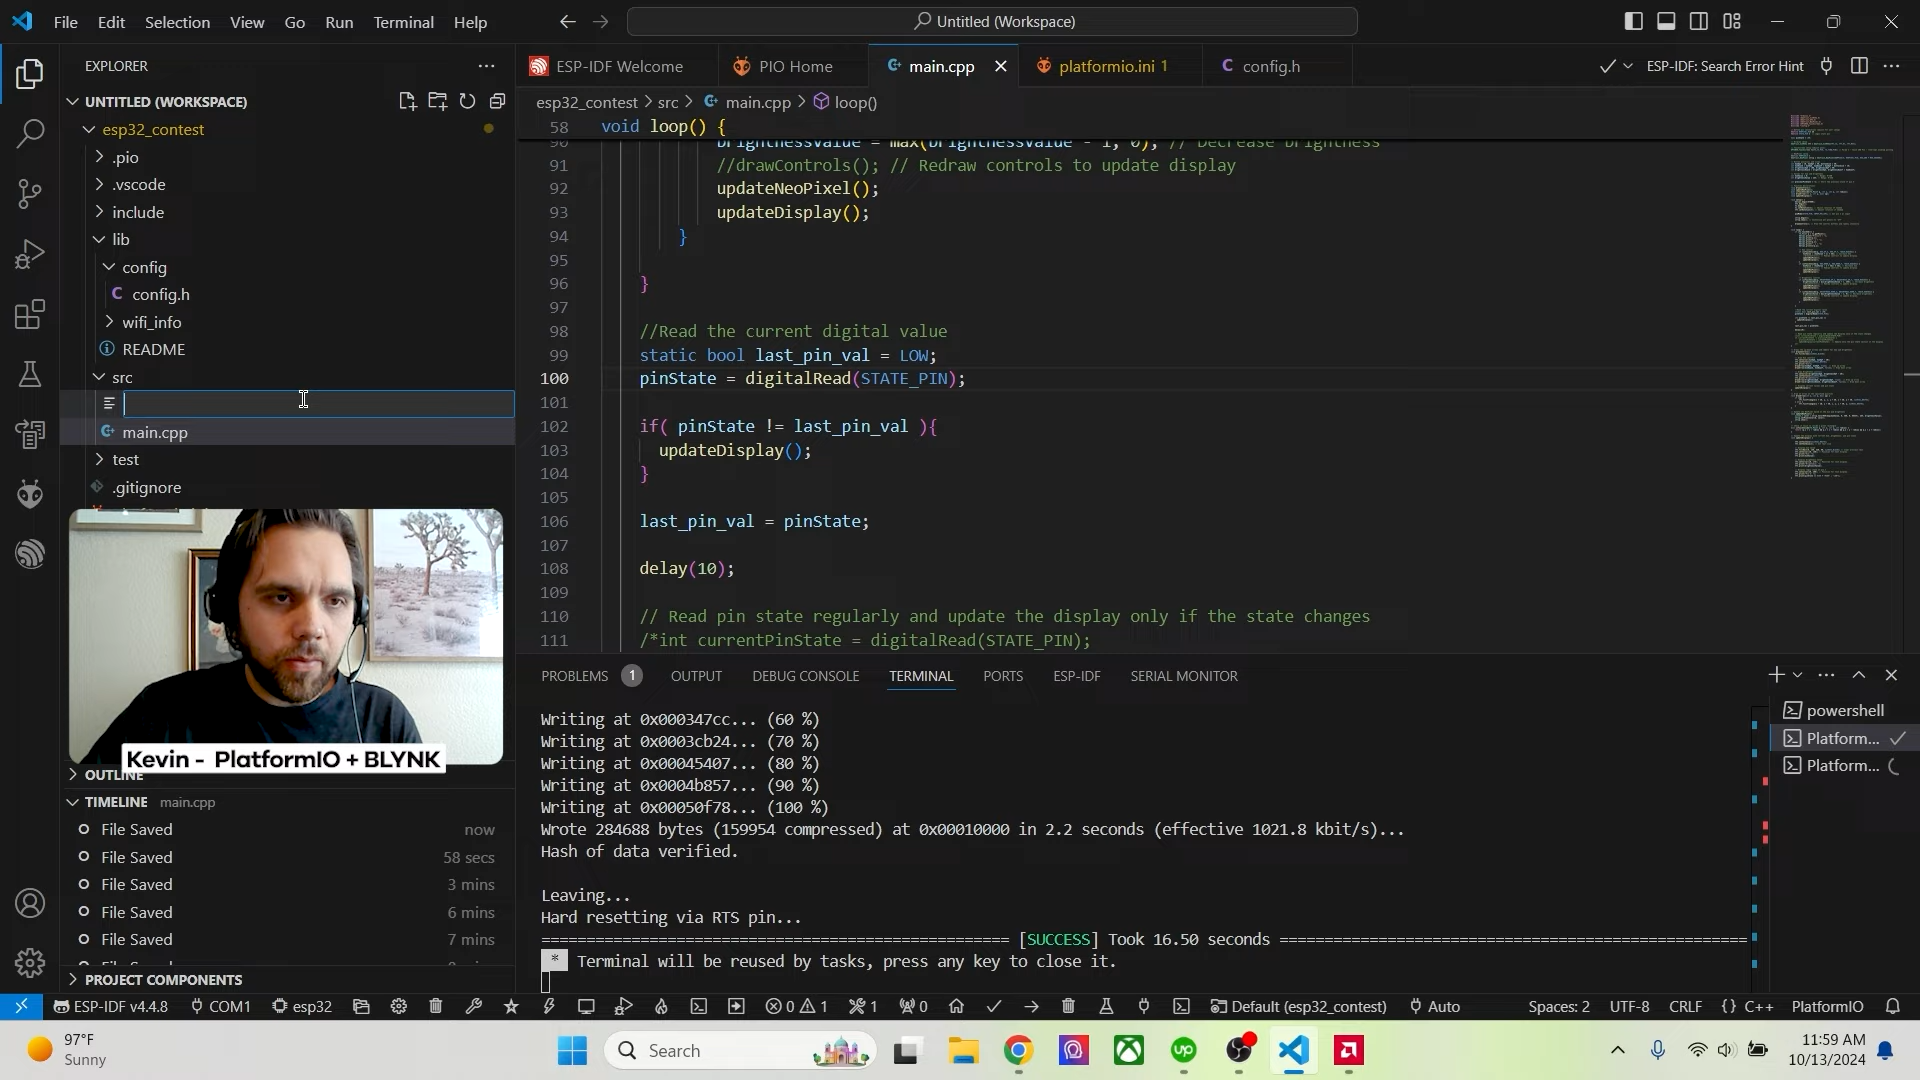 File Edit Selection View Go Run Terminal Help
Untitled (Workspace)
EXPLORER
UNTITLED (WORKSPACE)
esp32_contest
.pio
.vscode
include
lib
config
C config.h
wifi_info
README
src
main.cpp
test
.gitignore
Kevin - PlatformIO + BLYNK
OUTLINE
TIMELINE main.cpp
File Saved now
File Saved 58 secs
File Saved 3 mins
File Saved 6 mins
File Saved 7 mins
PROJECT COMPONENTS
ESP-IDF Welcome PIO Home main.cpp platformio.ini 1 C config.h ESP-IDF: Search Error Hint
esp32_contest > src > main.cpp > loop()
58 void loop() {
90 brightnessValue = max(brightnessValue - 1, 0); // Decrease brightness
91 //drawControls(); // Redraw controls to update display
92 updateNeoPixel();
93 updateDisplay();
94 }
95
96 }
97
98 //Read the current digital value
99 static bool last_pin_val = LOW;
100 pinState = digitalRead(STATE_PIN);
101
102 if( pinState != last_pin_val ){
103 updateDisplay();
104 }
105
106 last_pin_val = pinState;
107
108 delay(10);
109
110 // Read pin state regularly and update the display only if the state changes
111 /*int currentPinState = digitalRead(STATE_PIN);
PROBLEMS 1 OUTPUT DEBUG CONSOLE TERMINAL PORTS ESP-IDF SERIAL MONITOR
Writing at 0x000347cc... (60 %)
Writing at 0x0003cb24... (70 %)
Writing at 0x00045407... (80 %)
Writing at 0x0004b857... (90 %)
Writing at 0x00050f78... (100 %)
Wrote 284688 bytes (159954 compressed) at 0x00010000 in 2.2 seconds (effective 1021.8 kbit/s)...
Hash of data verified.
Leaving...
Hard resetting via RTS pin...
[SUCCESS] Took 16.50 seconds
* Terminal will be reused by tasks, press any key to close it.
powershell
Platform...
Platform...
ESP-IDF v4.4.8 COM1 esp32 0 1 1 0 Default (esp32_contest) Auto Spaces: 2 UTF-8 CRLF {} C++ PlatformIO
97°F
Sunny
Search
up
11:59 AM
10/13/2024